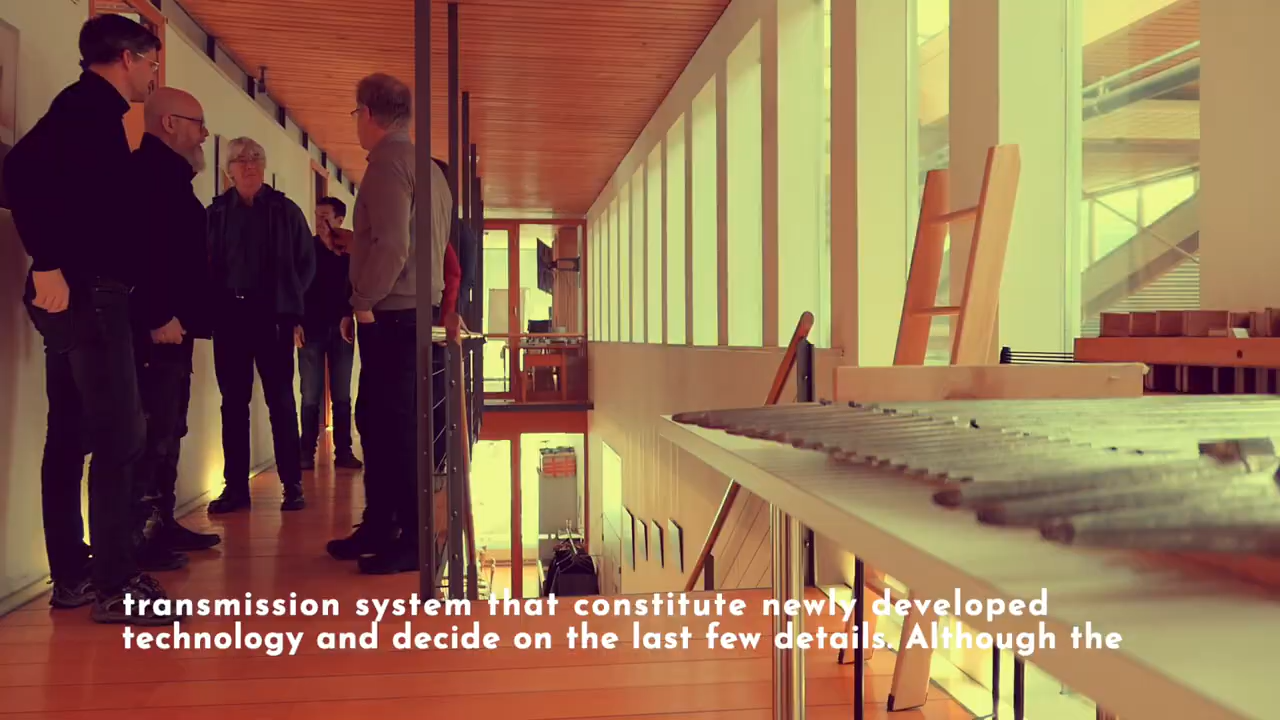 transmission system that constitute newly developed
technology and decide on the last few details. Although the